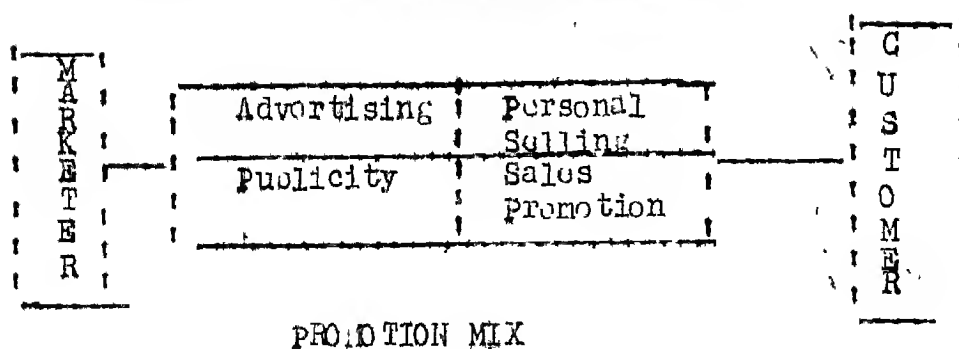 MARKETER
Advertising
Personal
Selling
Publicity
Sales
Promotion
CUSTOMER
PROMOTION MIX